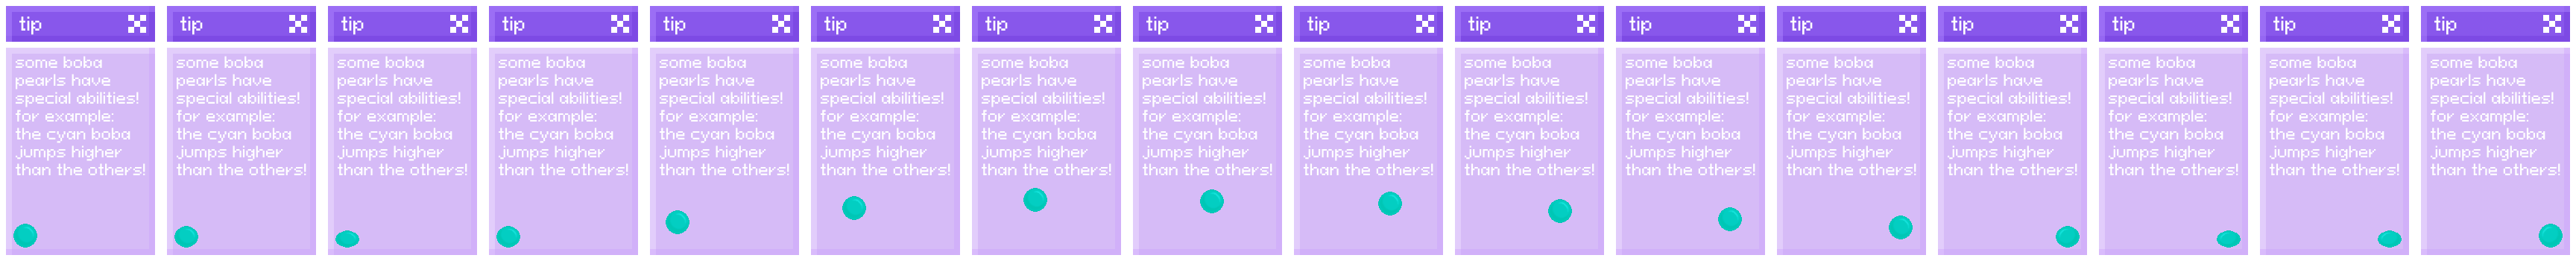 tip
some boba
pearls have
special abilities!
for example:
the cyan boba
jumps higher
than the others!
tip
some boba
pearls have
special abilities!
for example:
the cyan boba
jumps higher
than the others!
tip
some boba
pearls have
special abilities!
for example:
the cyan boba
jumps higher
than the others!
tip
some boba
pearls have
special abilities!
for example:
the cyan boba
jumps higher
than the others!
tip
some boba
pearls have
special abilities!
for example:
the cyan boba
jumps higher
than the others!
tip
some boba
pearls have
special abilities!
for example:
the cyan boba
jumps higher
than the others!
tip
some boba
pearls have
special abilities!
for example:
the cyan boba
jumps higher
than the others!
tip
some boba
pearls have
special abilities!
for example:
the cyan boba
jumps higher
than the others!
tip
some boba
pearls have
special abilities!
for example:
the cyan boba
jumps higher
than the others!
tip
some boba
pearls have
special abilities!
for example:
the cyan boba
jumps higher
than the others!
tip
some boba
pearls have
special abilities!
for example:
the cyan boba
jumps higher
than the others!
tip
some boba
pearls have
special abilities!
for example:
the cyan boba
jumps higher
than the others!
tip
some boba
pearls have
special abilities!
for example:
the cyan boba
jumps higher
than the others!
tip
some boba
pearls have
special abilities!
for example:
the cyan boba
jumps higher
than the others!
tip
some boba
pearls have
special abilities!
for example:
the cyan boba
jumps higher
than the others!
tip
some boba
pearls have
special abilities!
for example:
the cyan boba
jumps higher
than the others!